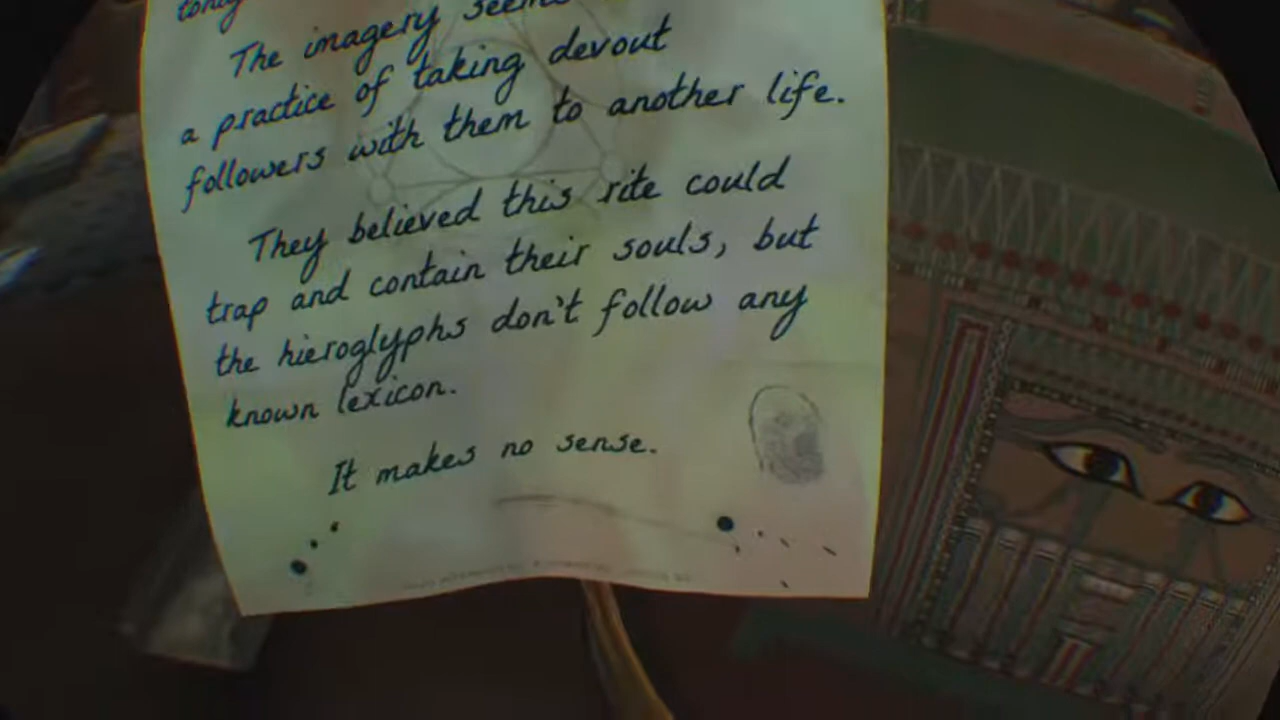 The imagery
a practice of taking devout
followers with them to another life.
They believed this rite could
trap and contain their souls, but
the hieroglyphs don't follow any
known lexicon.
It makes no sense.